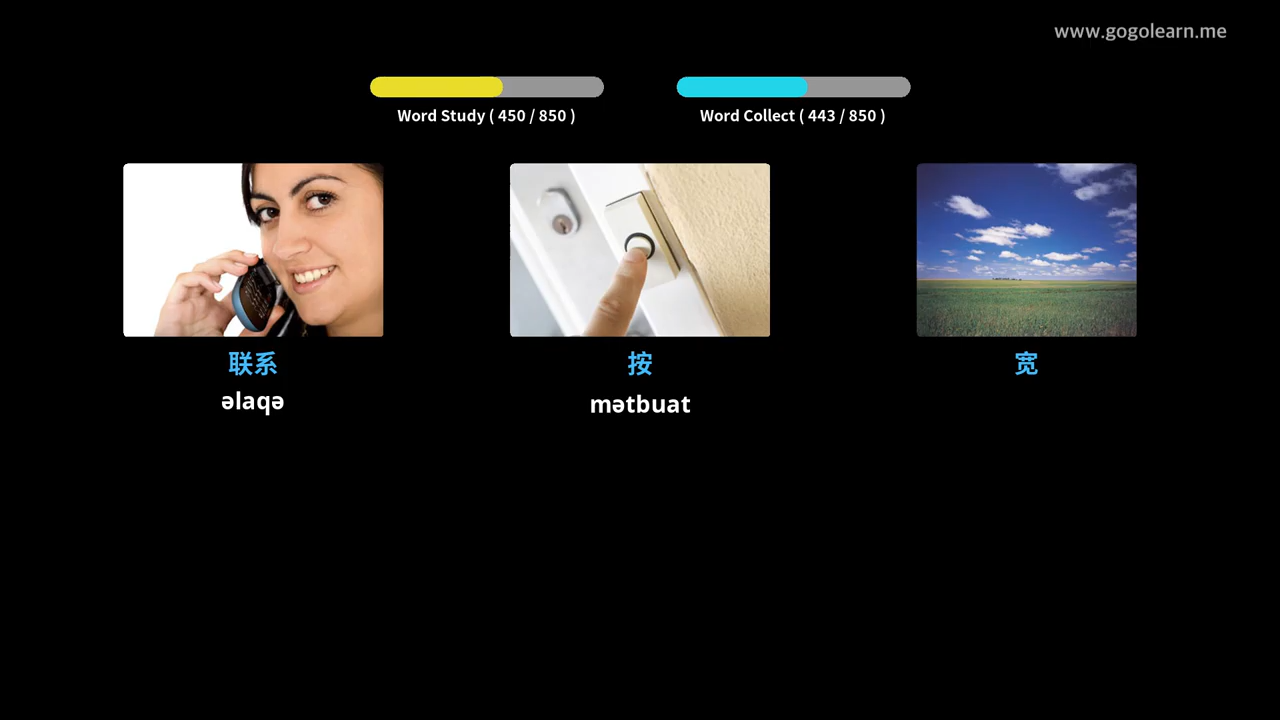 www.gogolearn.me
Word Study ( 450 / 850 )
Word Collect ( 443 / 850 )
联系
按
宽
əlaqə
mətbuat